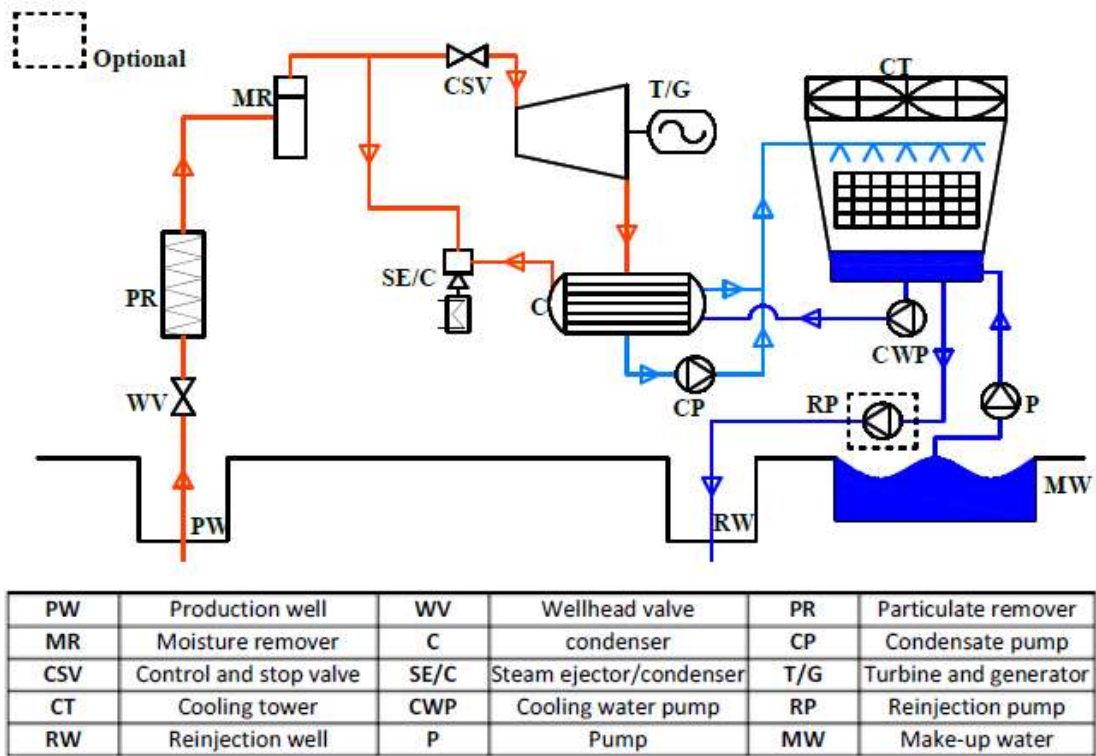 Optional
CSV
MR
T/G
CT
SE/C
PR
C
CWP
WV
CP
RP
P
PW
RW
MW
PW Production well WV Wellhead valve PR Particulate remover
MR Moisture remover C condenser CP Condensate pump
CSV Control and stop valve SE/C Steam ejector/condenser T/G Turbine and generator
CT Cooling tower CWP Cooling water pump RP Reinjection pump
RW Reinjection well P Pump MW Make-up water